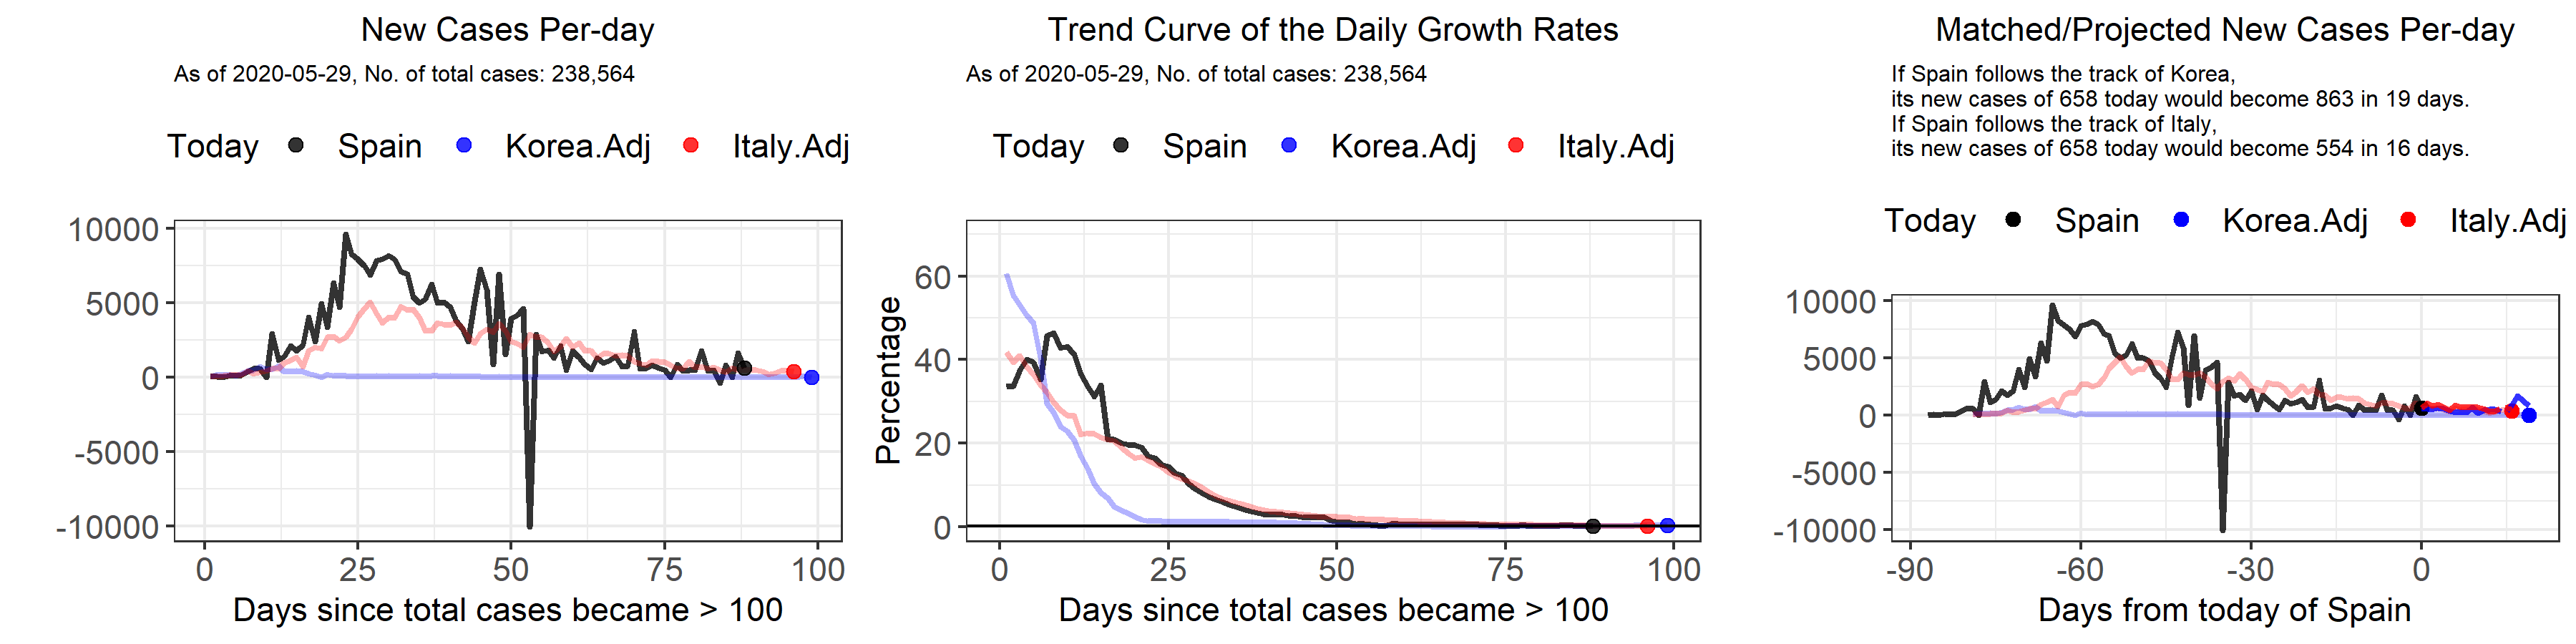 New Cases Per-day
As of 2020-05-29, No. of total cases: 238,564
Today Spain Korea.Adj Italy.Adj
10000
5000
0
-5000
-10000
0 25 50 75 100
Days since total cases became > 100
Trend Curve of the Daily Growth Rates
As of 2020-05-29, No. of total cases: 238,564
Today Spain Korea.Adj Italy.Adj
Percentage
60
40
20
0
0 25 50 75 100
Days since total cases became > 100
Matched/Projected New Cases Per-day
If Spain follows the track of Korea,
its new cases of 658 today would become 863 in 19 days.
If Spain follows the track of Italy,
its new cases of 658 today would become 554 in 16 days.
Today Spain Korea.Adj Italy.Adj
10000
5000
0
-5000
-10000
-90 -60 -30 0
Days from today of Spain